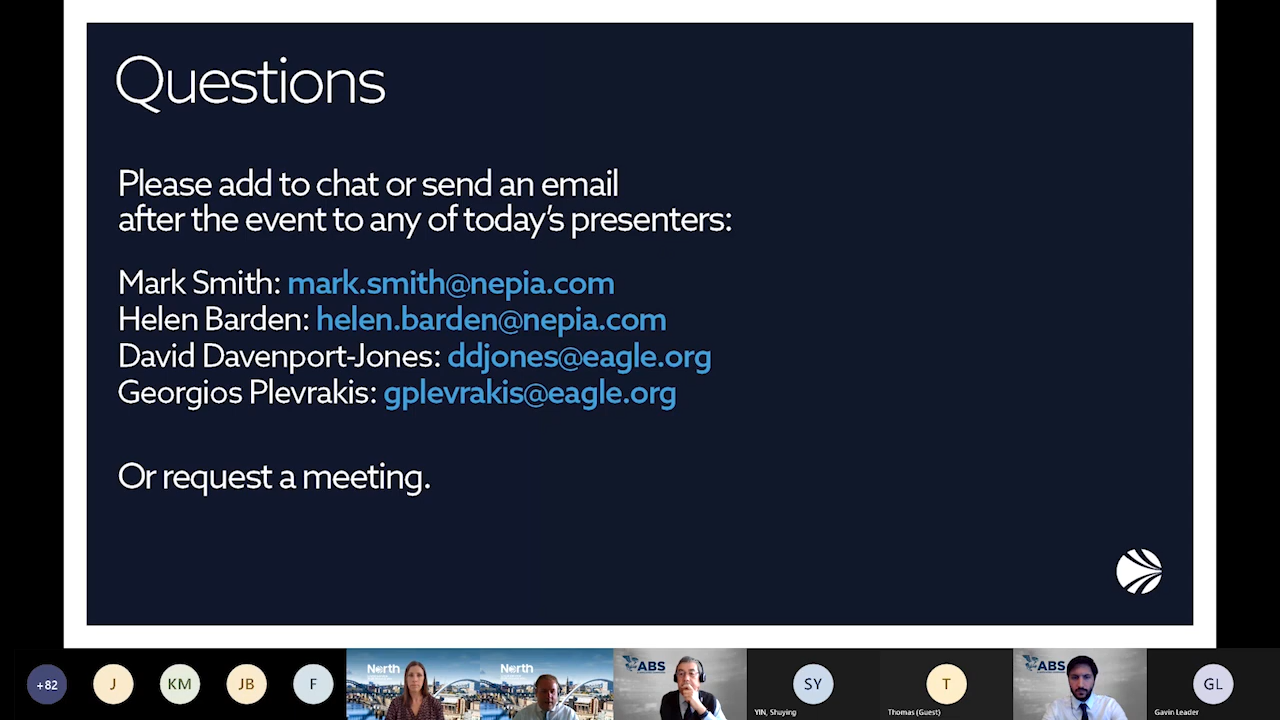 Questions
Please add to chat or send an email
after the event to any of today's presenters:
Mark Smith: mark.smith@nepia.com
Helen Barden: helen.barden@nepia.com
David Davenport-Jones: ddjones@eagle.org
Georgios Plevrakis: gplevrakis@eagle.org
Or request a meeting.
+82
J
KM
JB
F
North
North
ABS
SY
YIN, Shuying
T
Thomas (Guest)
ABS
GL
Gavin Leader